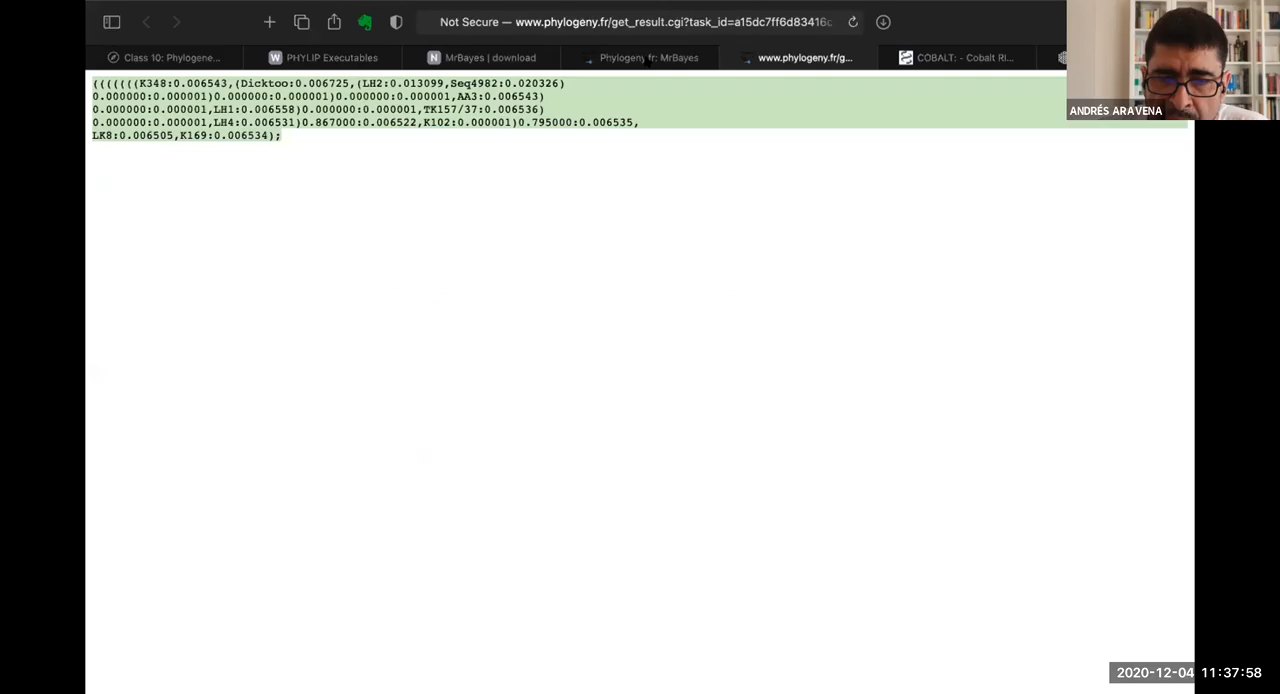 Not Secure — www.phylogeny.fr/get_result.cgi?task_id=a15dc7ff6d83416c
Class 10: Phylogene...
PHYLIP Executables
MrBayes | download
Phylogeny.fr: MrBayes
www.phylogeny.fr/g...
COBALT: - Cobalt RI...
ANDRÉS ARAVENA
(((((((K348:0.006543,(Dicktoo:0.006725,(LH2:0.013099,Seq4982:0.020326)
0.000000:0.000001)0.000000:0.000001)0.000000:0.000001,AA3:0.006543)
0.000000:0.000001,LH1:0.006558)0.000000:0.000001,TK157/37:0.006536)
0.000000:0.000001,LH4:0.006531)0.867000:0.006522,K102:0.000001)0.795000:0.006535,
LK8:0.006505,K169:0.006534);
2020-12-04 11:37:58